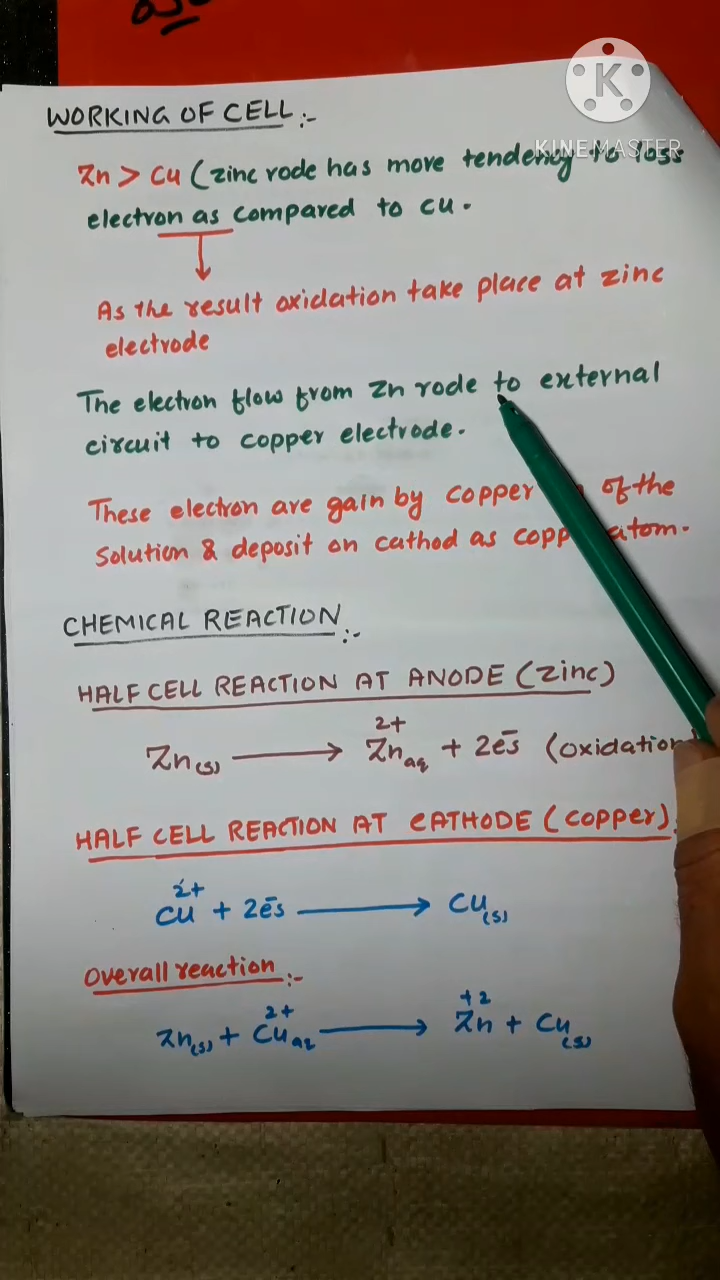 K
KINEMASTER
WORKING OF CELL :-
Zn > Cu (zinc rode has more tendency to loss
electron as compared to cu.
As the result oxidation take place at zinc
electrode
The electron flow from Zn rode to external
circuit to copper electrode.
These electron are gain by copper of the
solution & deposit on cathod as copp atom.
CHEMICAL REACTION :-
HALF CELL REACTION AT ANODE (zinc)
Zn(s) ⟶ Zn²⁺aq + 2e̅s (oxidation
HALF CELL REACTION AT CATHODE (copper)
Cu²⁺ + 2e̅s ⟶ Cu(s)
Overall reaction :-
Zn(s) + Cu²⁺aq ⟶ Zn⁺² + Cu(s)